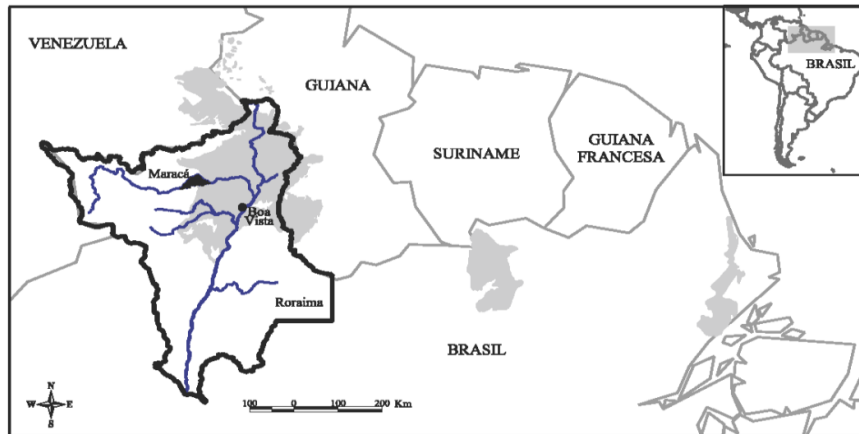 VENEZUELA
GUIANA
SURINAME
GUIANA
FRANCESA
BRASIL
Maracá
Boa
Vista
Roraima
BRASIL
N
W E
S
100 0 100 200 Km